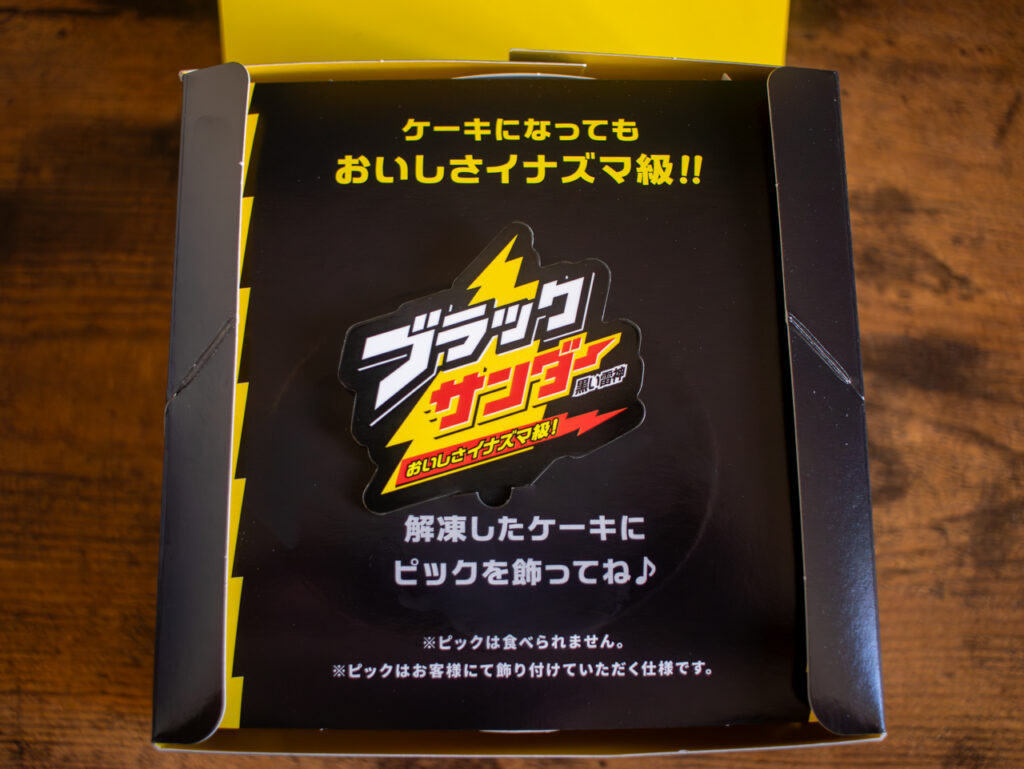 ケーキになっても
おいしさイナズマ級!!
ブラック
サンダー
黒い雷神
おいしさイナズマ級!
解凍したケーキに
ピックを飾ってね♪
※ピックは食べられません。
※ピックはお客様にて飾り付けていただく仕様です。